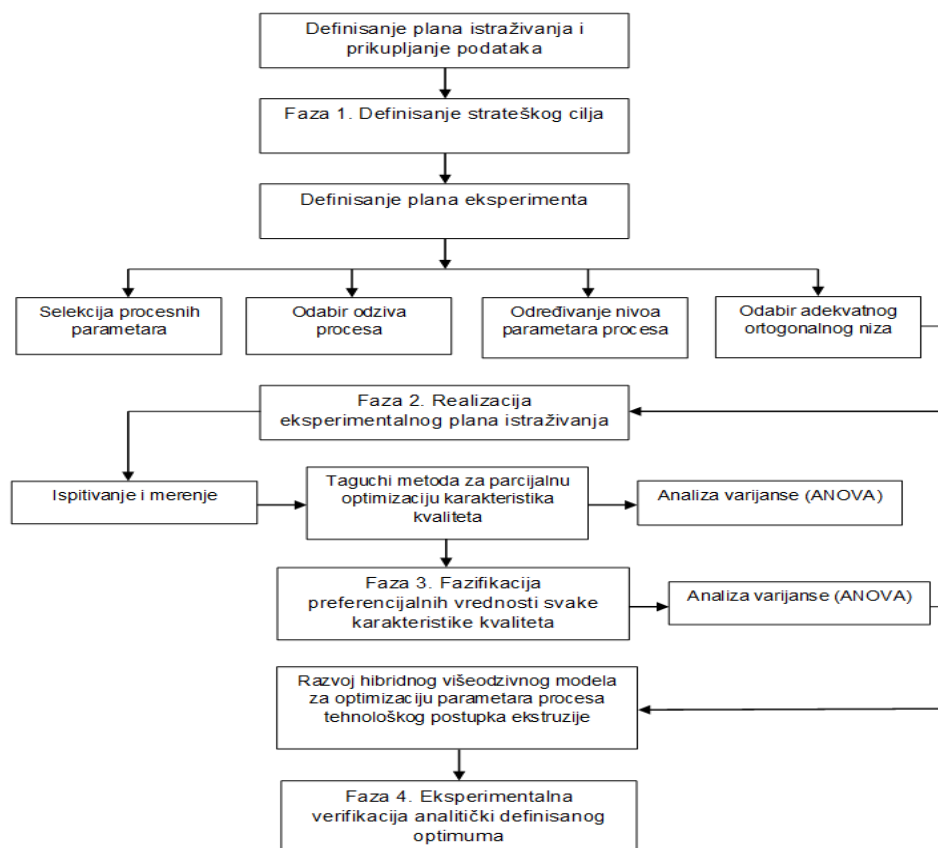 Definisanje plana istraživanja i
prikupljanje podataka
Faza 1. Definisanje strateškog cilja
Definisanje plana eksperimenta
Selekcija procesnih
parametara
Odabir odziva
procesa
Određivanje nivoa
parametara procesa
Odabir adekvatnog
ortogonalnog niza
Faza 2. Realizacija
eksperimentalnog plana istraživanja
Ispitivanje i merenje
Taguchi metoda za parcijalnu
optimizaciju karakteristika
kvaliteta
Analiza varijanse (ANOVA)
Faza 3. Fazifikacija
preferencijalnih vrednosti svake
karakteristike kvaliteta
Analiza varijanse (ANOVA)
Razvoj hibridnog višeodzivnog modela
za optimizaciju parametara procesa
tehnološkog postupka ekstruzije
Faza 4. Eksperimentalna
verifikacija analitički definisanog
optimuma